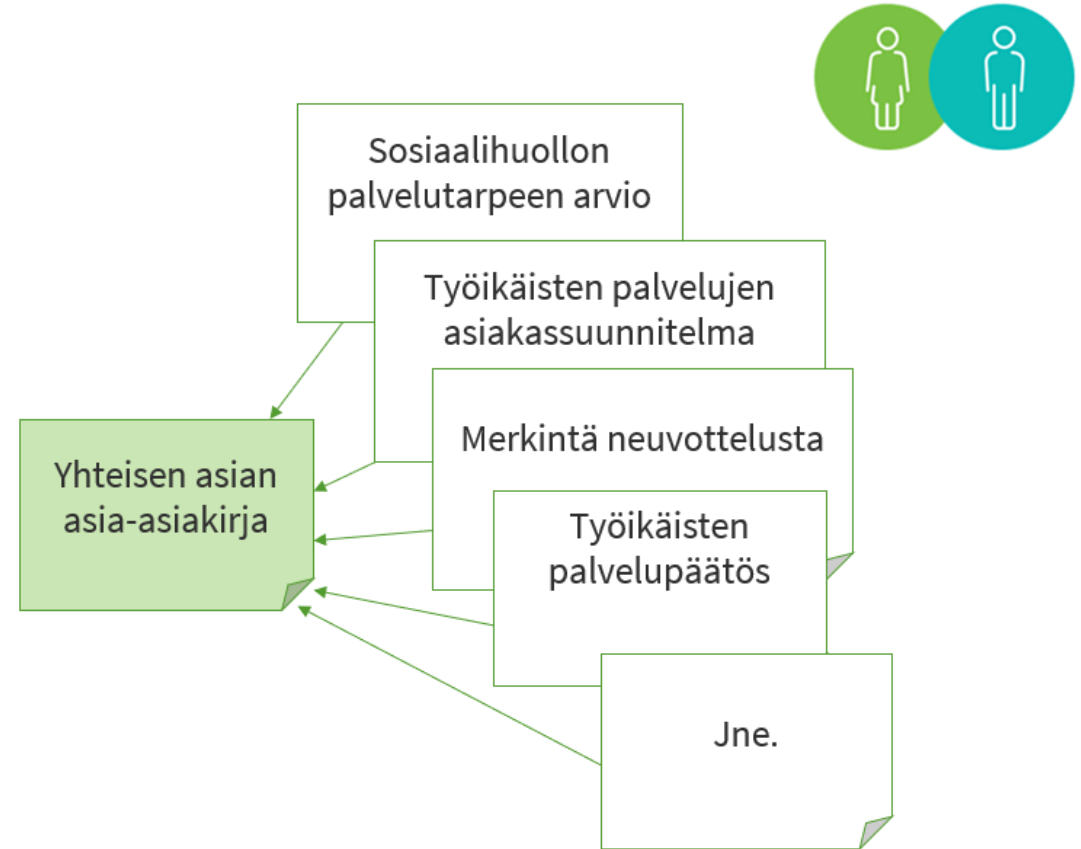 Sosiaalihuollon
palvelutarpeen arvio
Työikäisten palvelujen
asiakassuunnitelma
Merkintä neuvottelusta
Yhteisen asian
asia-asiakirja
Työikäisten
palvelupäätös
Jne.